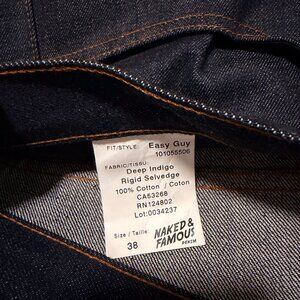 FIT/STYLE: Easy Guy
101055506
FABRIC/TISSU:
Deep Indigo
Rigid Selvedge
100% Cotton / Coton
CA53268
RN124802
Lot:0034237
Size / Taille:
38
NAKED &
FAMOUS
DENIM